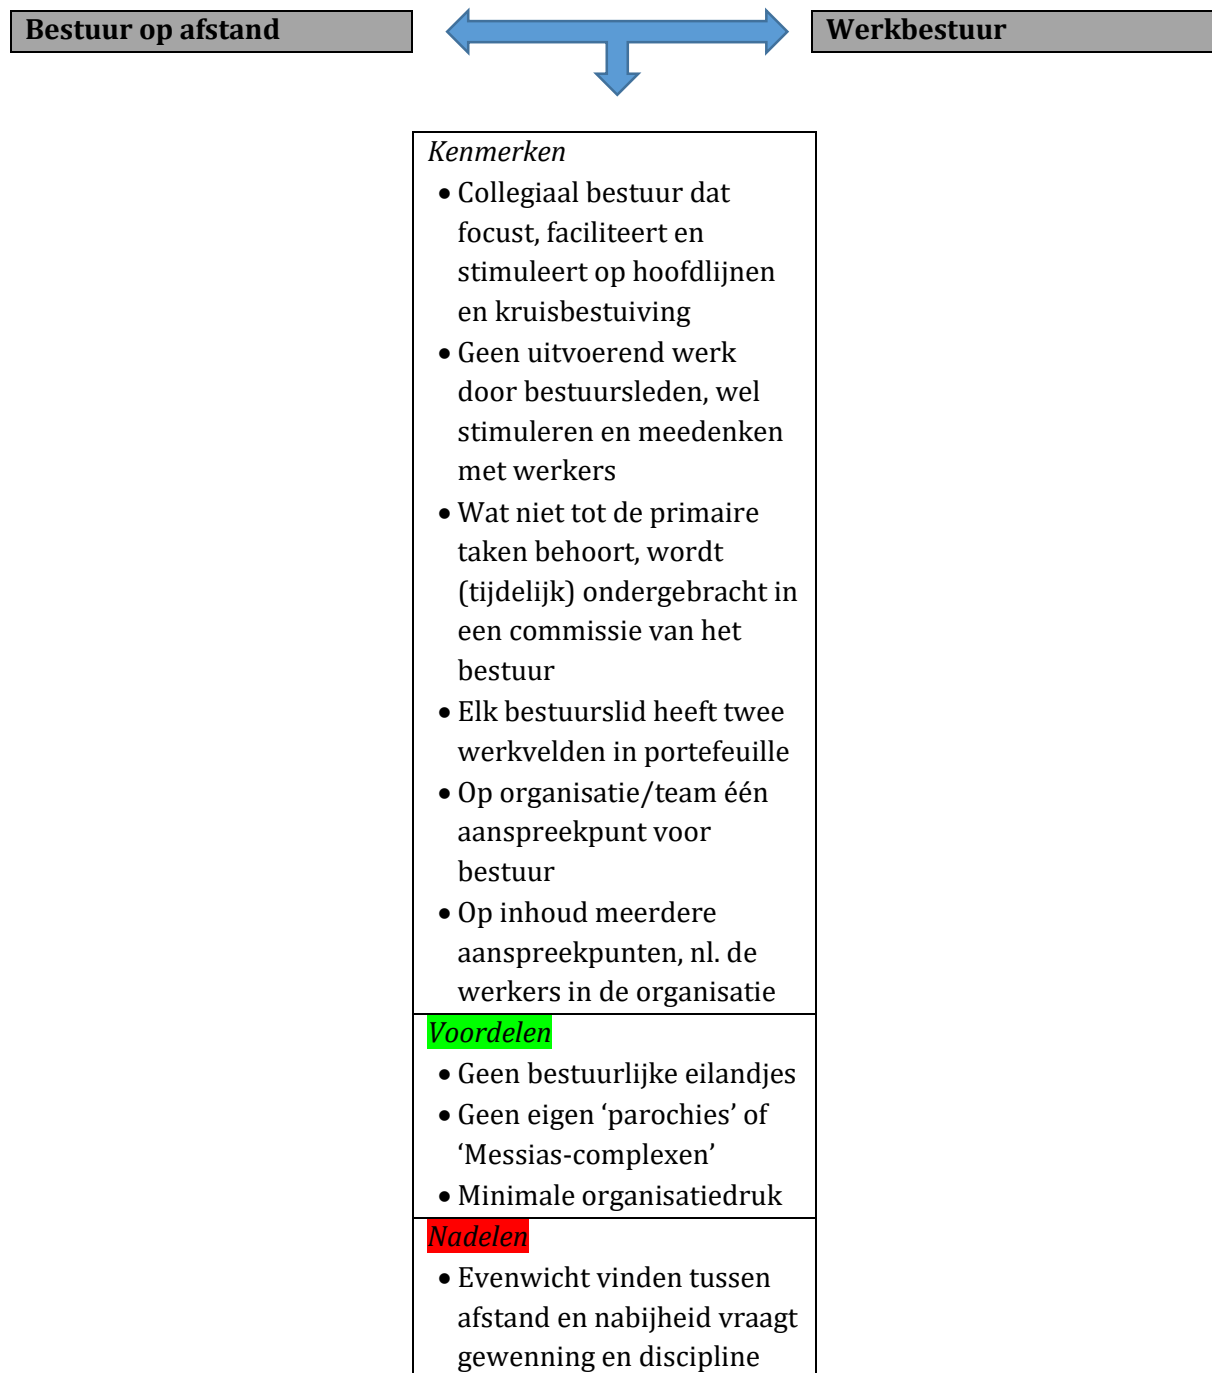 Bestuur op afstand
Werkbestuur
Kenmerken
• Collegiaal bestuur dat
focust, faciliteert en
stimuleert op hoofdlijnen
en kruisbestuiving
• Geen uitvoerend werk
door bestuursleden, wel
stimuleren en meedenken
met werkers
• Wat niet tot de primaire
taken behoort, wordt
(tijdelijk) ondergebracht in
een commissie van het
bestuur
• Elk bestuurslid heeft twee
werkvelden in portefeuille
• Op organisatie/team één
aanspreekpunt voor
bestuur
• Op inhoud meerdere
aanspreekpunten, nl. de
werkers in de organisatie
Voordelen
• Geen bestuurlijke eilandjes
• Geen eigen ‘parochies’ of
‘Messias-complexen’
• Minimale organisatiedruk
Nadelen
• Evenwicht vinden tussen
afstand en nabijheid vraagt
gewenning en discipline